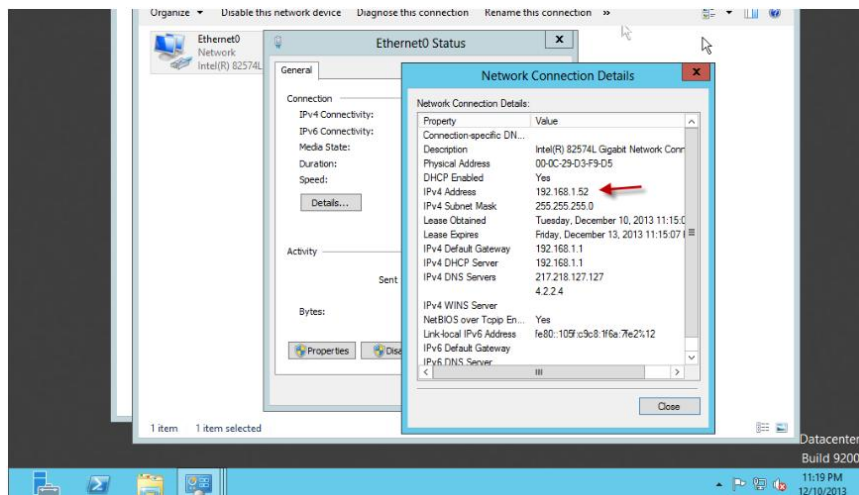 Organize Disable this network device Diagnose this connection Rename this connection »
Ethernet0
Network
Intel(R) 82574L
Ethernet0 Status
x
General
Connection
IPv4 Connectivity:
IPv6 Connectivity:
Media State:
Duration:
Speed:
Details...
Activity
Sent
Bytes:
Properties
Disa
Network Connection Details
x
Network Connection Details:
Property Value
Connection-specific DN...
Description Intel(R) 82574L Gigabit Network Conn
Physical Address 00-0C-29-D3-F9-D5
DHCP Enabled Yes
IPv4 Address 192.168.1.52
IPv4 Subnet Mask 255.255.255.0
Lease Obtained Tuesday, December 10, 2013 11:15:0
Lease Expires Friday, December 13, 2013 11:15:07
IPv4 Default Gateway 192.168.1.1
IPv4 DHCP Server 192.168.1.1
IPv4 DNS Servers 217.218.127.127
4.2.2.4
IPv4 WINS Server
NetBIOS over Tcpip En... Yes
Link-local IPv6 Address fe80::105f:c9c8:1f6a:7fe2%12
IPv6 Default Gateway
IPv6 DNS Server
Close
1 item 1 item selected
Datacenter
Build 9200
11:19 PM
12/10/2013